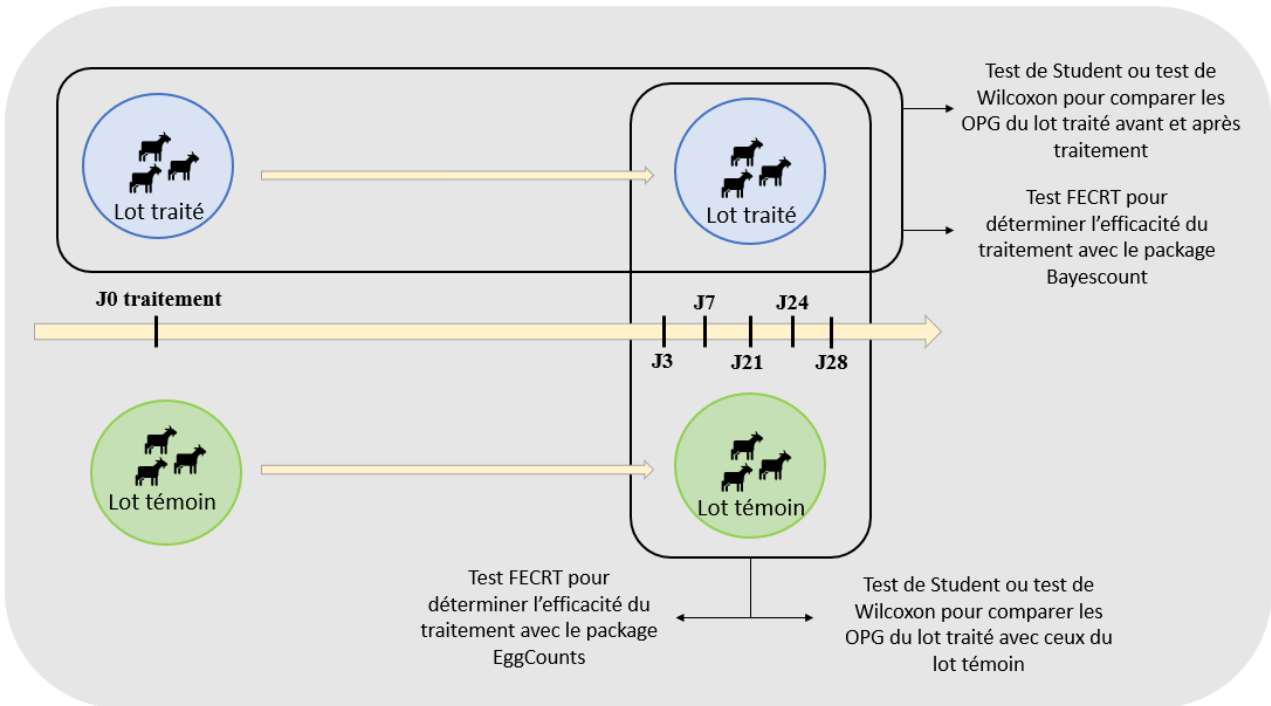 Test de Student ou test de
Wilcoxon pour comparer les
OPG du lot traité avant et après
traitement
Lot traité
Lot traité
Test FECRT pour
déterminer l’efficacité du
traitement avec le package
Bayescount
J0 traitement
J7
J24
J3
J21
J28
Lot témoin
Lot témoin
Test FECRT pour
déterminer l’efficacité du
traitement avec le package
EggCounts
Test de Student ou test de
Wilcoxon pour comparer les
OPG du lot traité avec ceux du
lot témoin